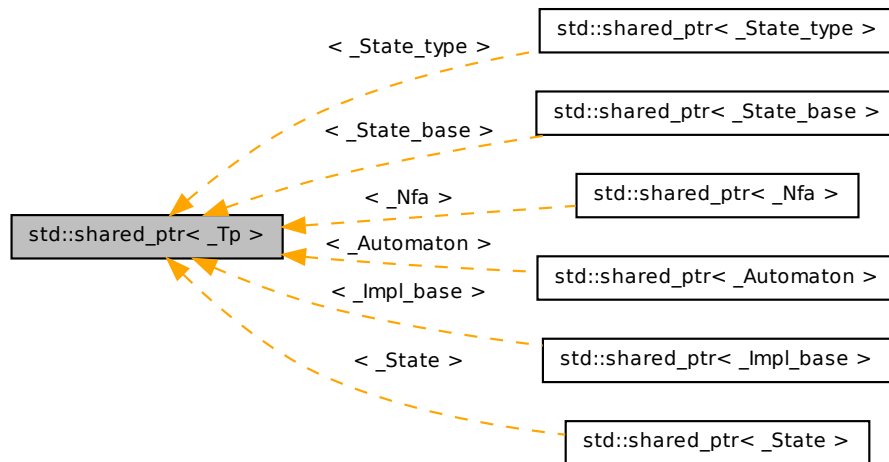 < _State_type >
std::shared_ptr< _State_type >
< _State_base >
std::shared_ptr< _State_base >
< _Nfa >
std::shared_ptr< _Nfa >
std::shared_ptr< _Tp >
< _Automaton >
std::shared_ptr< _Automaton >
< _Impl_base >
std::shared_ptr< _Impl_base >
< _State >
std::shared_ptr< _State >